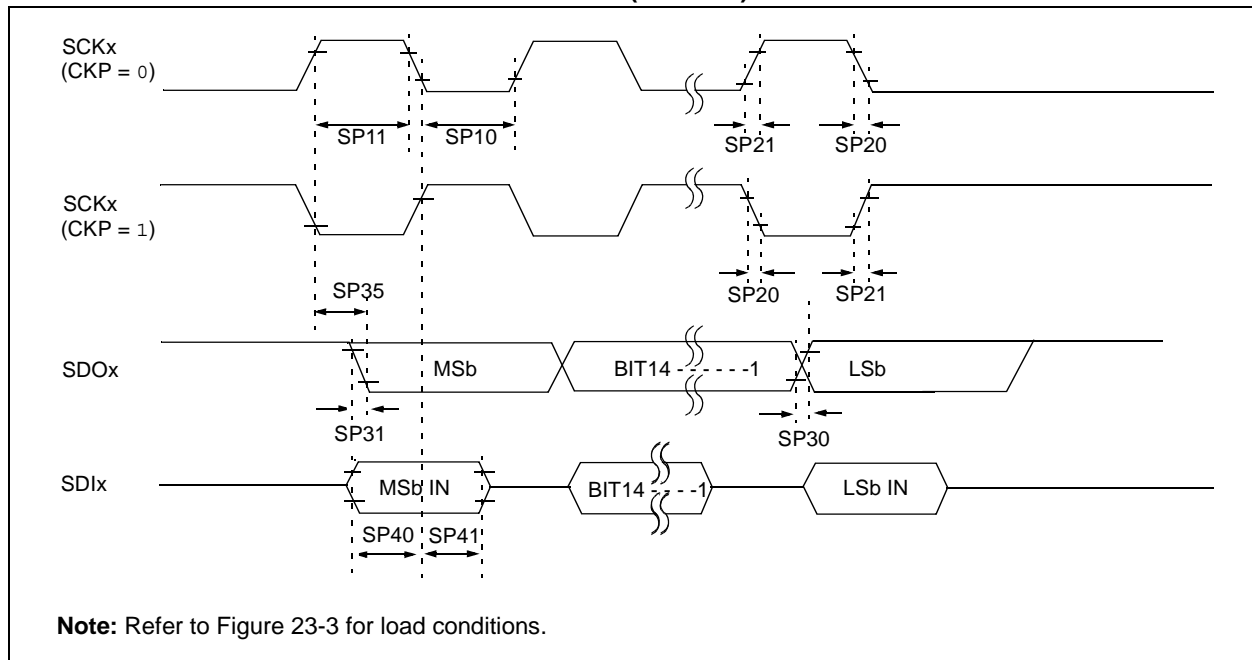 SCKx
(CKP = 0)
SP11
SP10
SP21
SP20
SCKx
(CKP = 1)
SP35
SP20
SP21
SDOx
MSb
BIT14 - - - - - - -1
LSb
SP31
SP30
SDIx
MSb IN
BIT14 - - - - -1
LSb IN
SP40
SP41
Note: Refer to Figure 23-3 for load conditions.